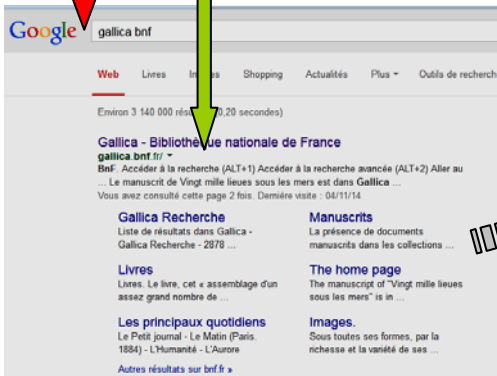 Google
gallica bnf
Web Livres Shopping Actualités Plus Outils de recherch
Environ 3 140 000 0,20 secondes)
Gallica - Bibliothèque nationale de France
gallica.bnf.fr/
BnF. Accéder à la recherche (ALT+1) Accéder à la recherche avancée (ALT+2) Aller au
... Le manuscrit de Vingt mille lieues sous les mers est dans Gallica ...
Vous avez consulté cette page 2 fois. Dernière visite : 04/11/14
Gallica Recherche
Liste de résultats dans Gallica -
Gallica Recherche - 2878 ...
Manuscrits
La présence de documents
manuscrits dans les collections ...
Livres
Livres. Le livre, cet « assemblage d'un
assez grand nombre de ...
The home page
The manuscript of "Vingt mille lieues
sous les mers" is in ...
Les principaux quotidiens
Le Petit journal - Le Matin (Paris.
1884) - L'Humanité - L'Aurore
Images.
Sous toutes ses formes, par la
richesse et la variété de ses ...
Autres résultats sur bnf.fr »